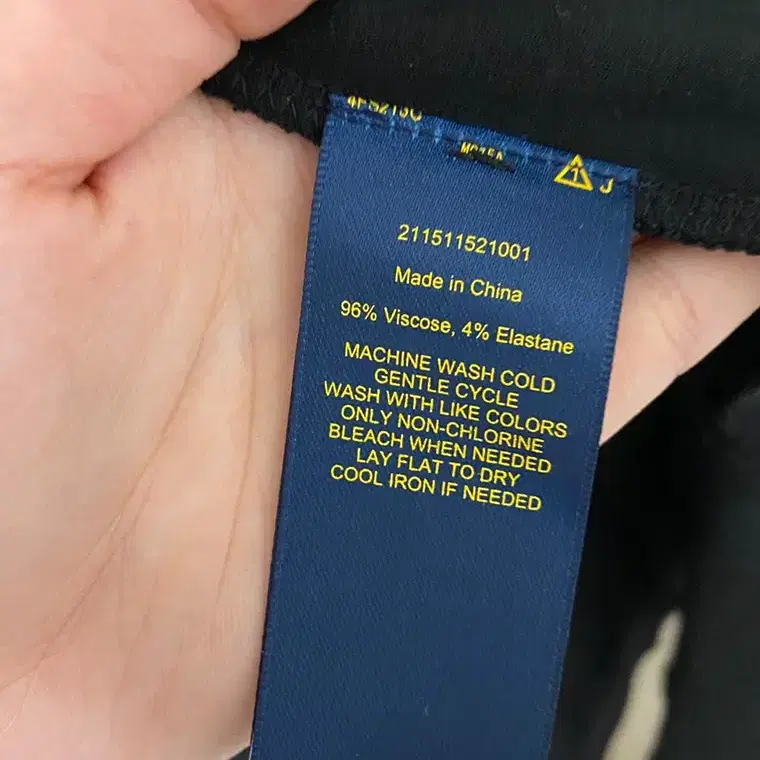 1 J
211511521001
Made in China
96% Viscose, 4% Elastane
MACHINE WASH COLD
GENTLE CYCLE
WASH WITH LIKE COLORS
ONLY NON-CHLORINE
BLEACH WHEN NEEDED
LAY FLAT TO DRY
COOL IRON IF NEEDED